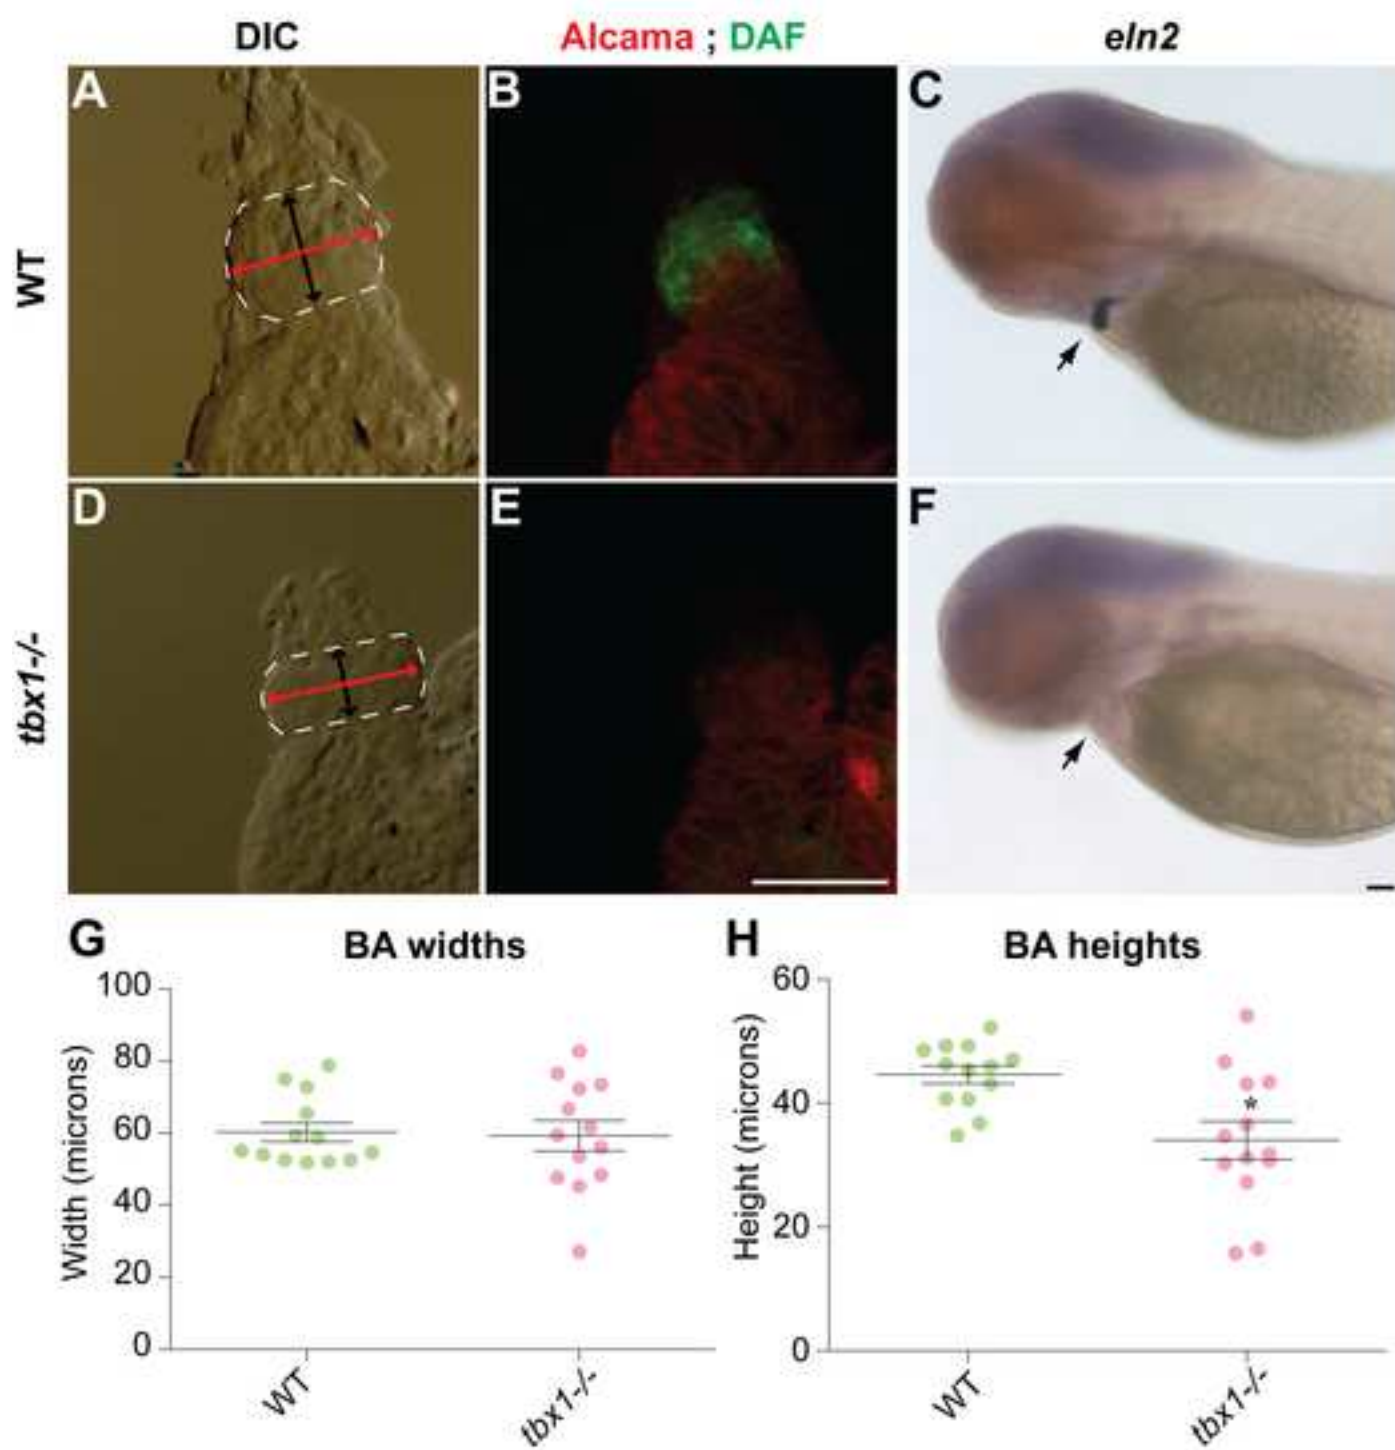 DIC
Alcama ; DAF
eln2
WT
A
B
C
tbx1-/-
D
E
F
G
BA widths
Width (microns)
100
80
60
40
20
0
WT
tbx1-/-
H
BA heights
Height (microns)
60
40
20
0
*
WT
tbx1-/-